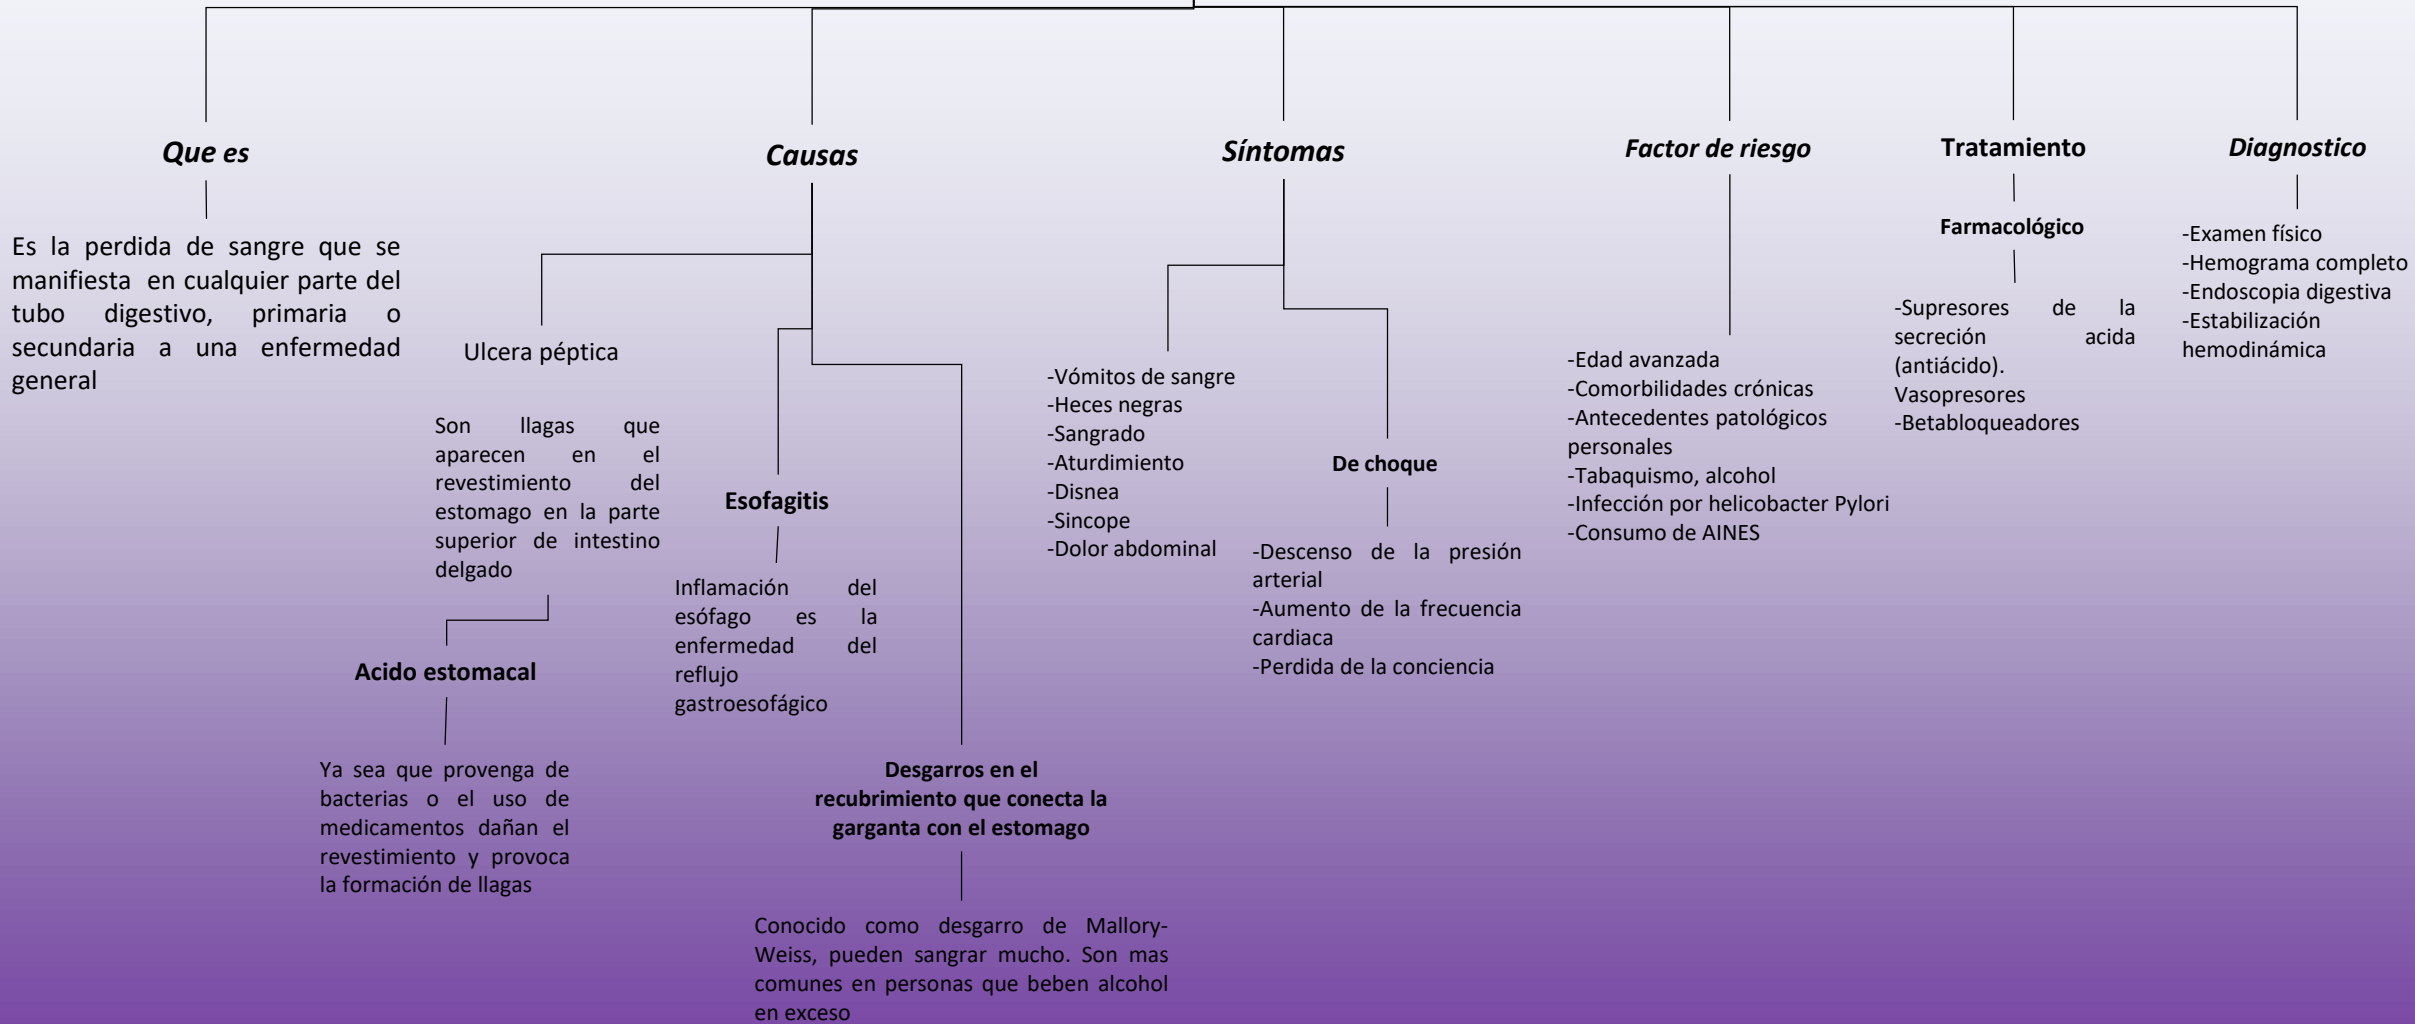 Que es
Es la perdida de sangre que se
manifiesta en cualquier parte del
tubo digestivo, primaria o
secundaria a una enfermedad
general
Causas
Ulcera péptica
Son llagas que
aparecen en el
revestimiento del
estomago en la parte
superior de intestino
delgado
Acido estomacal
Ya sea que provenga de
bacterias o el uso de
medicamentos dañan el
revestimiento y provoca
la formación de llagas
Esofagitis
Inflamación del
esófago es la
enfermedad del
reflujo
gastroesofágico
Desgarros en el
recubrimiento que conecta la
garganta con el estomago
Conocido como desgarro de Mallory-
Weiss, pueden sangrar mucho. Son mas
comunes en personas que beben alcohol
en exceso
Síntomas
-Vómitos de sangre
-Heces negras
-Sangrado
-Aturdimiento
-Disnea
-Sincope
-Dolor abdominal
De choque
-Descenso de la presión
arterial
-Aumento de la frecuencia
cardiaca
-Perdida de la conciencia
Factor de riesgo
-Edad avanzada
-Comorbilidades crónicas
-Antecedentes patológicos
personales
-Tabaquismo, alcohol
-Infección por helicobacter Pylori
-Consumo de AINES
Tratamiento
Farmacológico
-Supresores de la
secreción acida
(antiácido).
Vasopresores
-Betabloqueadores
Diagnostico
-Examen físico
-Hemograma completo
-Endoscopia digestiva
-Estabilización
hemodinámica